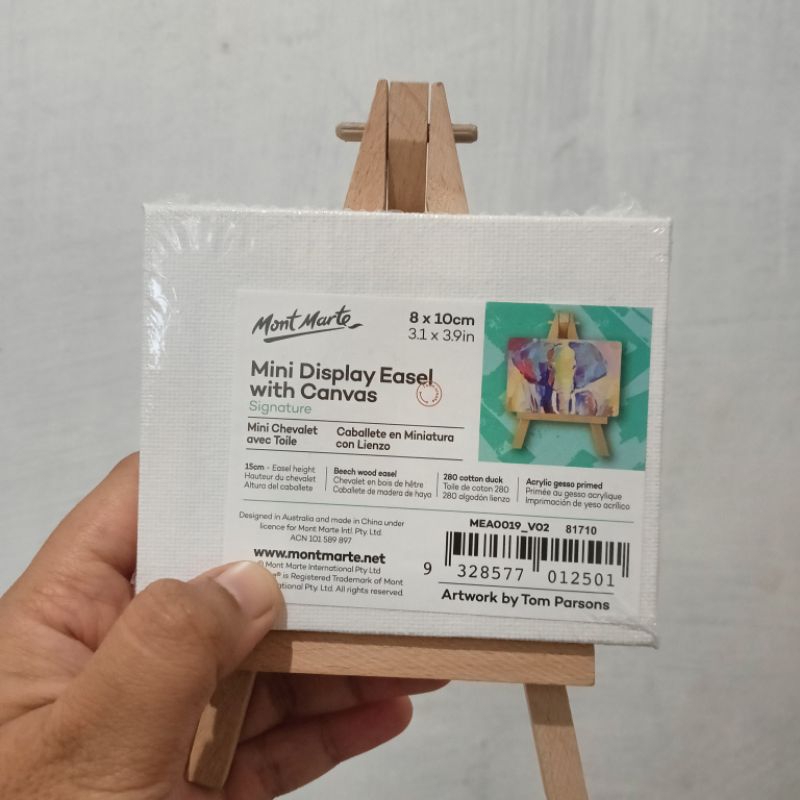 Mont Marte
8 x 10cm
3.1 x 3.9in
Mini Display Easel
with Canvas
Signature
Mini Chevalet
avec Toile
Caballete en Miniatura
con Lienzo
15cm - Easel height
Hauteur du chevalet
Altura del caballete
Beech wood easel
Chevalet en bois de hêtre
Caballete de madera de haya
280 cotton duck
Toile de coton 280
280 algodón lienzo
Acrylic gesso primed
Primée au gesso acrylique
Imprimación de yeso acrílico
Designed in Australia and made in China under
licence for Mont Marte Intl Pty Ltd.
ACN 101 589 897
www.montmarte.net
© Mont Marte International Pty Ltd
® is Registered Trademark of Mont
Pty Ltd. All rights reserved.
MEA0019_V02 81710
9 328577 012501
Artwork by Tom Parsons